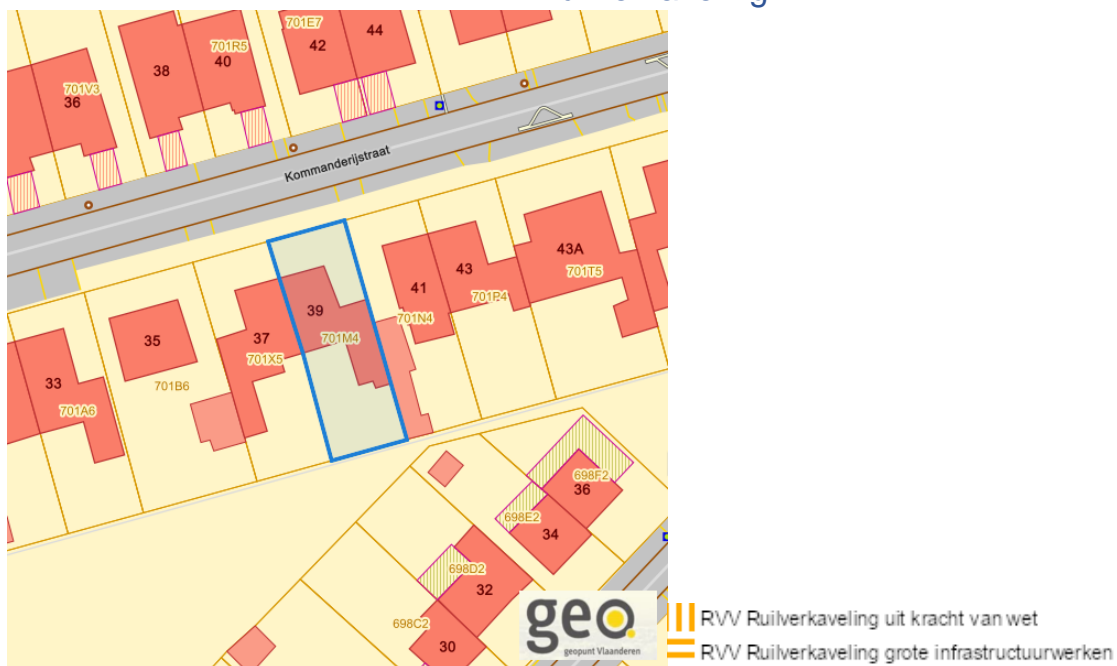 701E7
44
42
701R5
40
38
701V3
36
Kommanderijstraat
43A
701T5
43
41
701P4
701N4
39
701M4
37
701X5
35
701B6
33
701A6
698F2
36
698E2
34
698D2
32
698C2
30
geo.
geopunt Vlaanderen
RVV Ruilverkaveling uit kracht van wet
RVV Ruilverkaveling grote infrastructuurwerken